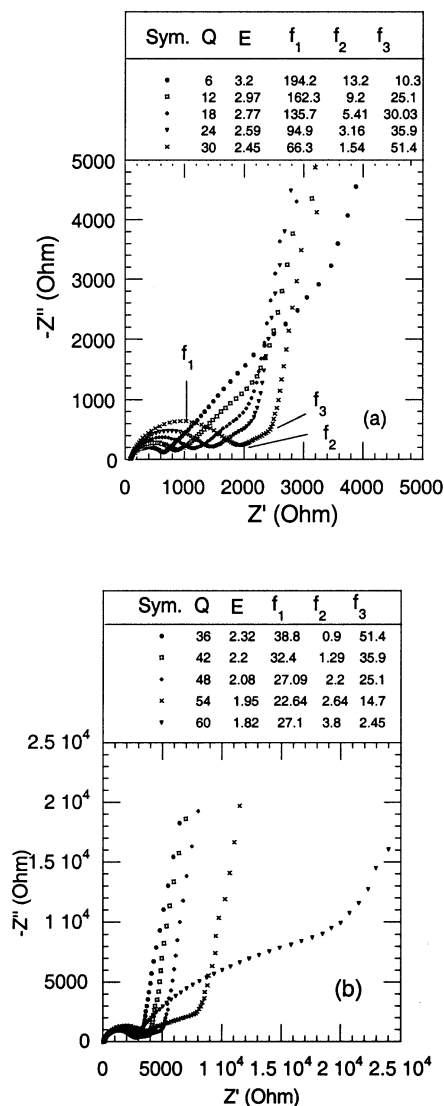 Sym. Q E f1 f2 f3
6 3.2 194.2 13.2 10.3
12 2.97 162.3 9.2 25.1
18 2.77 135.7 5.41 30.03
24 2.59 94.9 3.16 35.9
30 2.45 66.3 1.54 51.4
5000
4000
3000
2000
1000
0
-Z" (Ohm)
f1
f3
f2
(a)
0 1000 2000 3000 4000 5000
Z' (Ohm)
Sym. Q E f1 f2 f3
36 2.32 38.8 0.9 51.4
42 2.2 32.4 1.29 35.9
48 2.08 27.09 2.2 25.1
54 1.95 22.64 2.64 14.7
60 1.82 27.1 3.8 2.45
2.5 10^4
2 10^4
1.5 10^4
1 10^4
5000
0
-Z" (Ohm)
(b)
0 5000 1 10^4 1.5 10^4 2 10^4 2.5 10^4
Z' (Ohm)